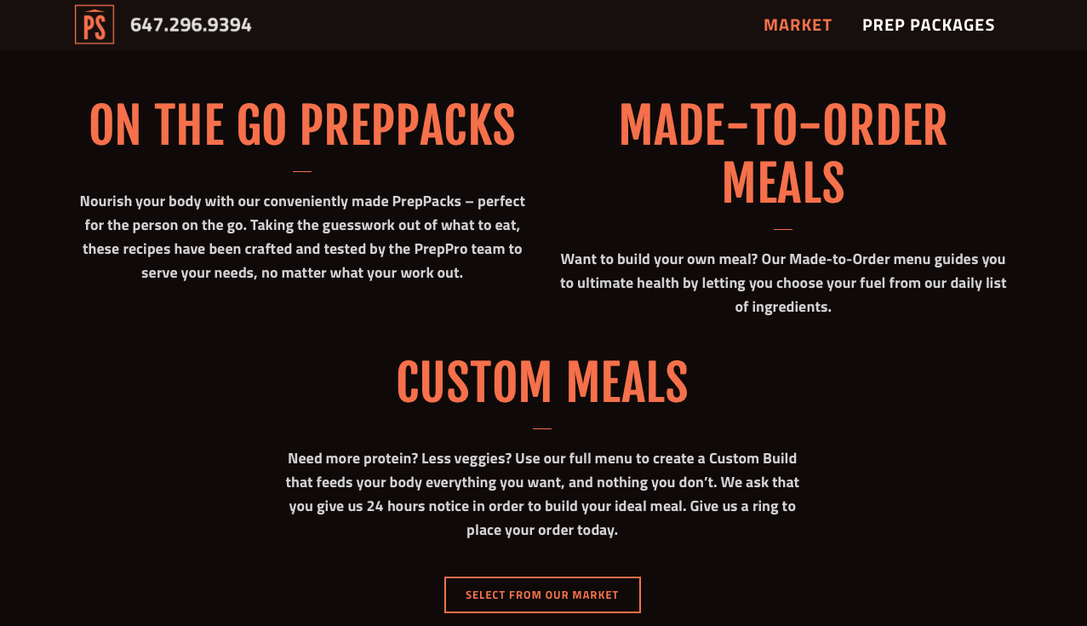 PS
647.296.9394
MARKET
PREP PACKAGES
ON THE GO PREPPACKS
Nourish your body with our conveniently made PrepPacks – perfect
for the person on the go. Taking the guesswork out of what to eat,
these recipes have been crafted and tested by the PrepPro team to
serve your needs, no matter what your work out.
MADE-TO-ORDER
MEALS
Want to build your own meal? Our Made-to-Order menu guides you
to ultimate health by letting you choose your fuel from our daily list
of ingredients.
CUSTOM MEALS
Need more protein? Less veggies? Use our full menu to create a Custom Build
that feeds your body everything you want, and nothing you don’t. We ask that
you give us 24 hours notice in order to build your ideal meal. Give us a ring to
place your order today.
SELECT FROM OUR MARKET